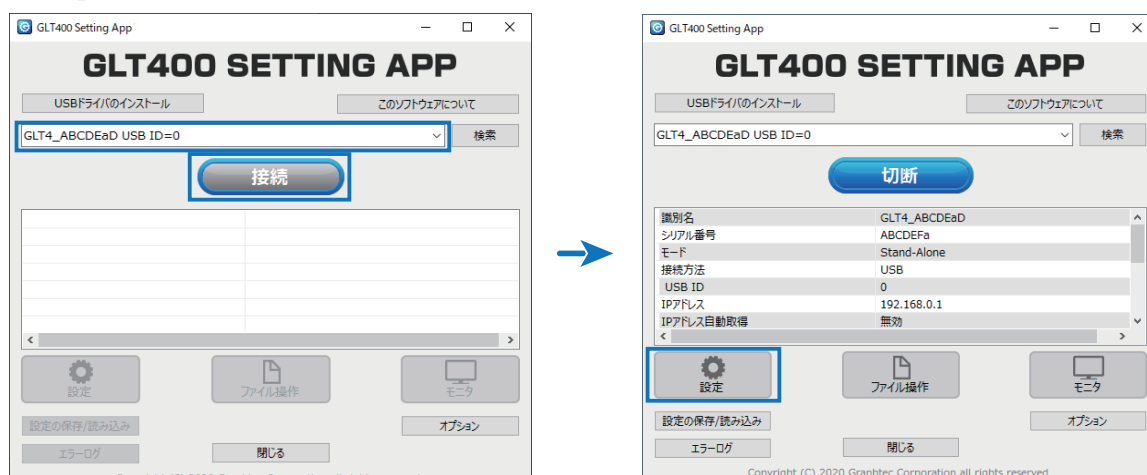 GLT400 Setting App
GLT400 SETTING APP
USBドライバのインストール
このソフトウェアについて
GLT4_ABCDEaD USB ID=0
検索
接続
設定
ファイル操作
モニタ
設定の保存/読み込み
オプション
エラーログ
閉じる
GLT400 Setting App
GLT400 SETTING APP
USBドライバのインストール
このソフトウェアについて
GLT4_ABCDEaD USB ID=0
検索
切断
識別名 GLT4_ABCDEaD
シリアル番号 ABCDEFa
モード Stand-Alone
接続方法 USB
USB ID 0
IPアドレス 192.168.0.1
IPアドレス自動取得 無効
設定
ファイル操作
モニタ
設定の保存/読み込み
オプション
エラーログ
閉じる
Copyright (C) 2020 Graphtec Corporation all rights reserved